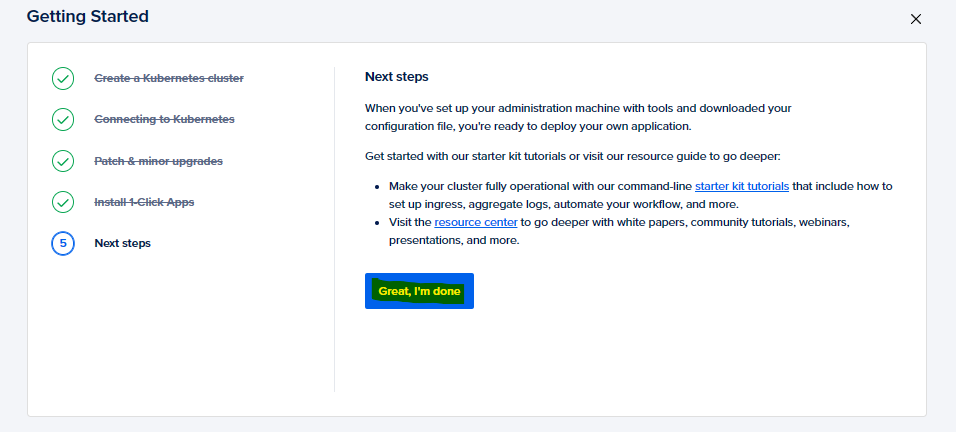 Getting Started
Create a Kubernetes cluster
Connecting to Kubernetes
Patch & minor upgrades
Install 1-Click Apps
5
Next steps
Next steps
When you've set up your administration machine with tools and downloaded your
configuration file, you're ready to deploy your own application.
Get started with our starter kit tutorials or visit our resource guide to go deeper:
• Make your cluster fully operational with our command-line starter kit tutorials that include how to
set up ingress, aggregate logs, automate your workflow, and more.
• Visit the resource center to go deeper with white papers, community tutorials, webinars,
presentations, and more.
Great, I'm done